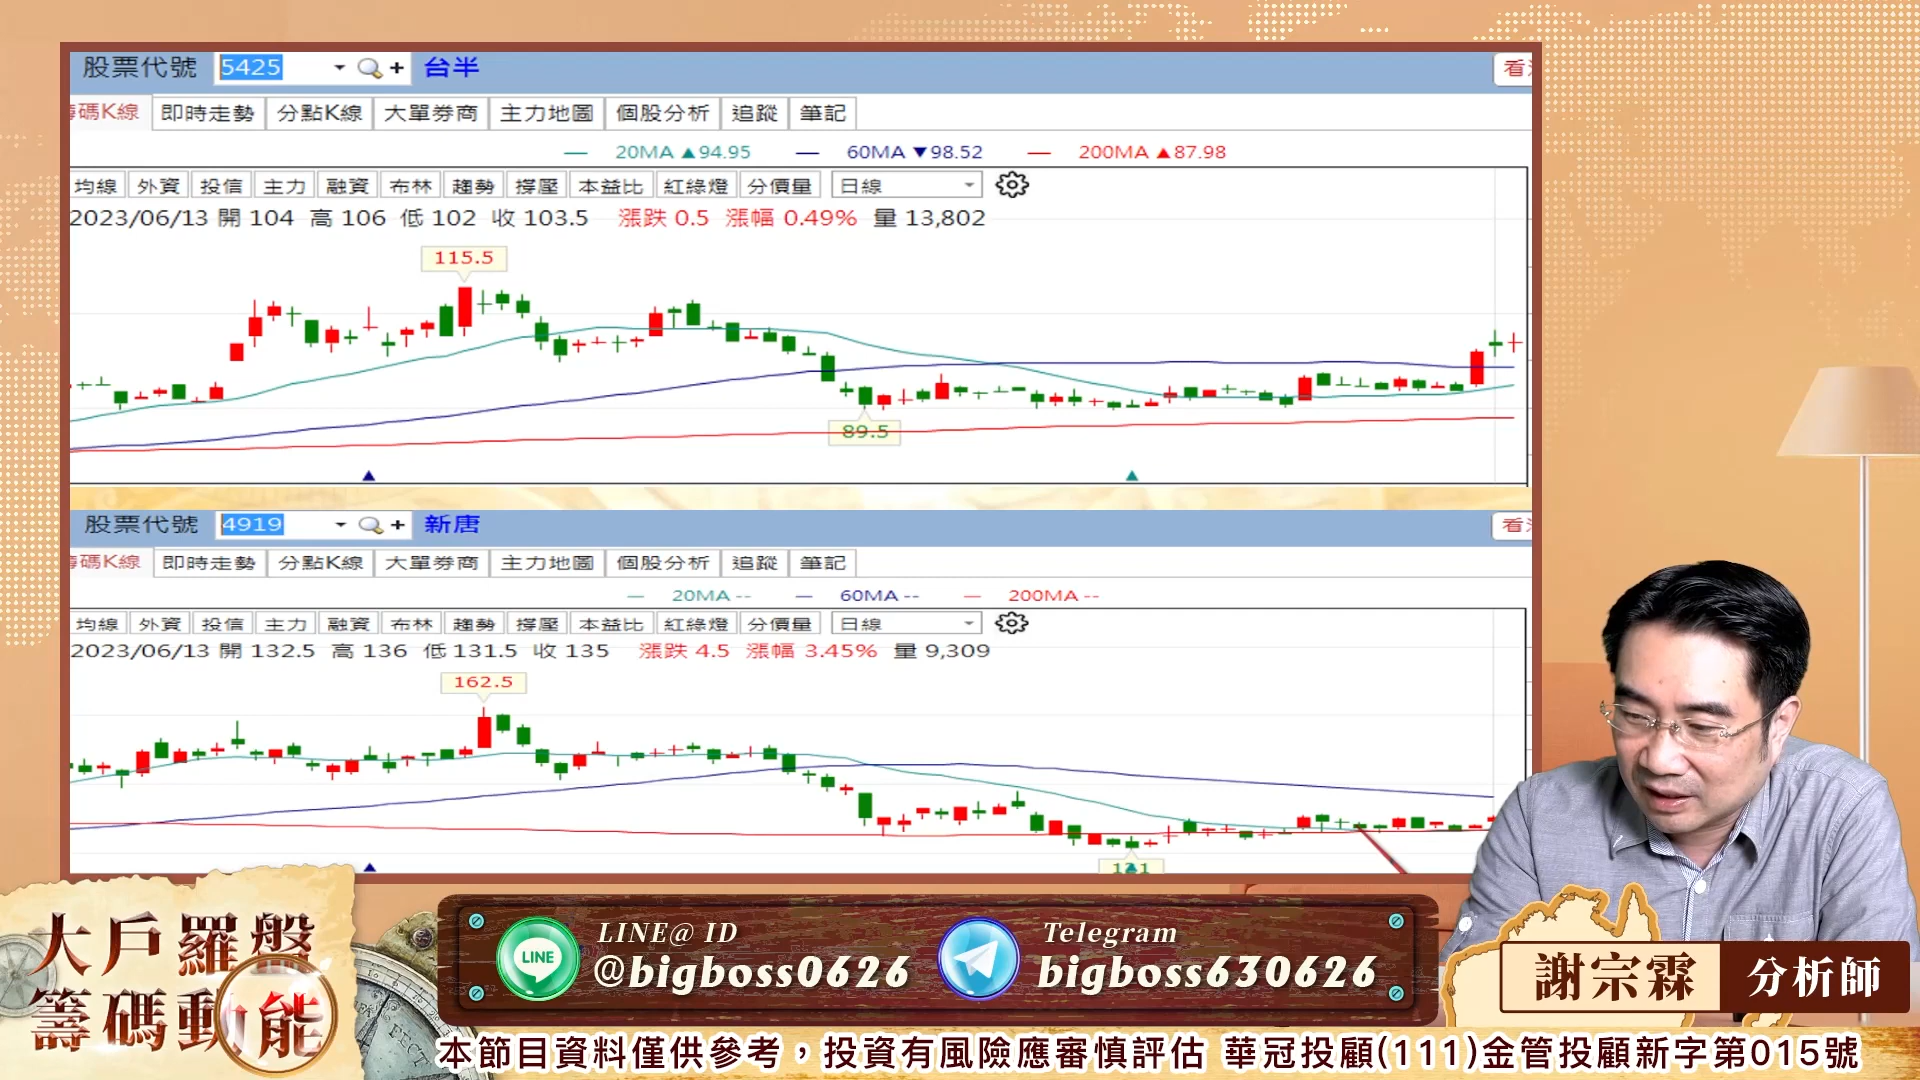 股票代號 5425 + 台半
碼K線 即時走勢 分點K線 大單券商 主力地圖 個股分析 追蹤 筆記
20MA ▲94.95 60MA ▼98.52 200MA ▲87.98
均線 外資 投信 主力 融資 布林 趨勢 撐壓 本益比 紅綠燈 分價量 日線
2023/06/13 開 104 高 106 低 102 收 103.5 漲跌 0.5 漲幅 0.49% 量 13,802
115.5
89.5
股票代號 4919 + 新唐
碼K線 即時走勢 分點K線 大單券商 主力地圖 個股分析 追蹤 筆記
20MA -- 60MA -- 200MA --
均線 外資 投信 主力 融資 布林 趨勢 撐壓 本益比 紅綠燈 分價量 日線
2023/06/13 開 132.5 高 136 低 131.5 收 135 漲跌 4.5 漲幅 3.45% 量 9,309
162.5
大戶羅盤
籌碼動能
LINE
LINE@ ID
@bigboss0626
Telegram
bigboss630626
謝宗霖 分析師
本節目資料僅供參考，投資有風險應審慎評估 華冠投顧(111)金管投顧新字第015號